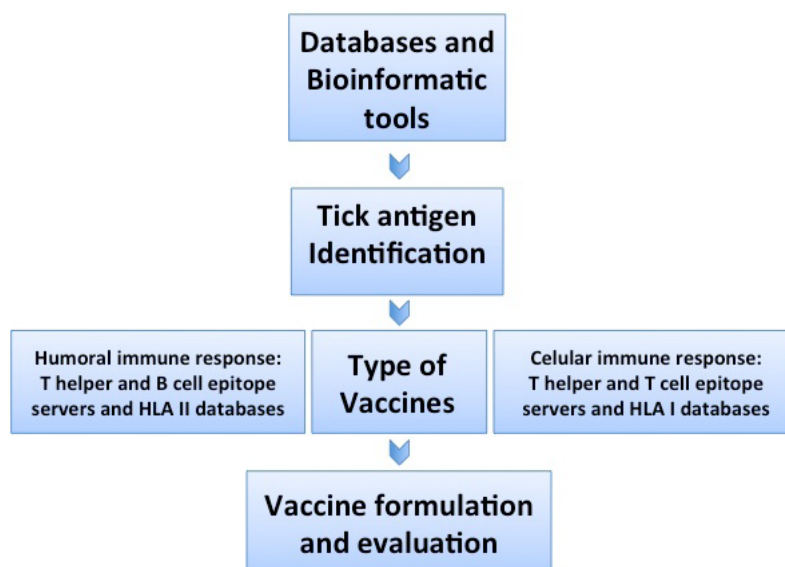 Databases and
Bioinformatic
tools
Tick antigen
Identification
Humoral immune response:
T helper and B cell epitope
servers and HLA II databases
Type of
Vaccines
Celular immune response:
T helper and T cell epitope
servers and HLA I databases
Vaccine formulation
and evaluation